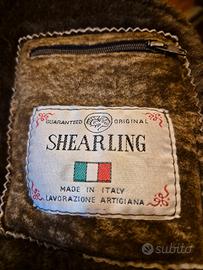 GUARANTEED ORIGINAL
SHEARLING
MADE IN ITALY
LAVORAZIONE ARTIGIANA
subito